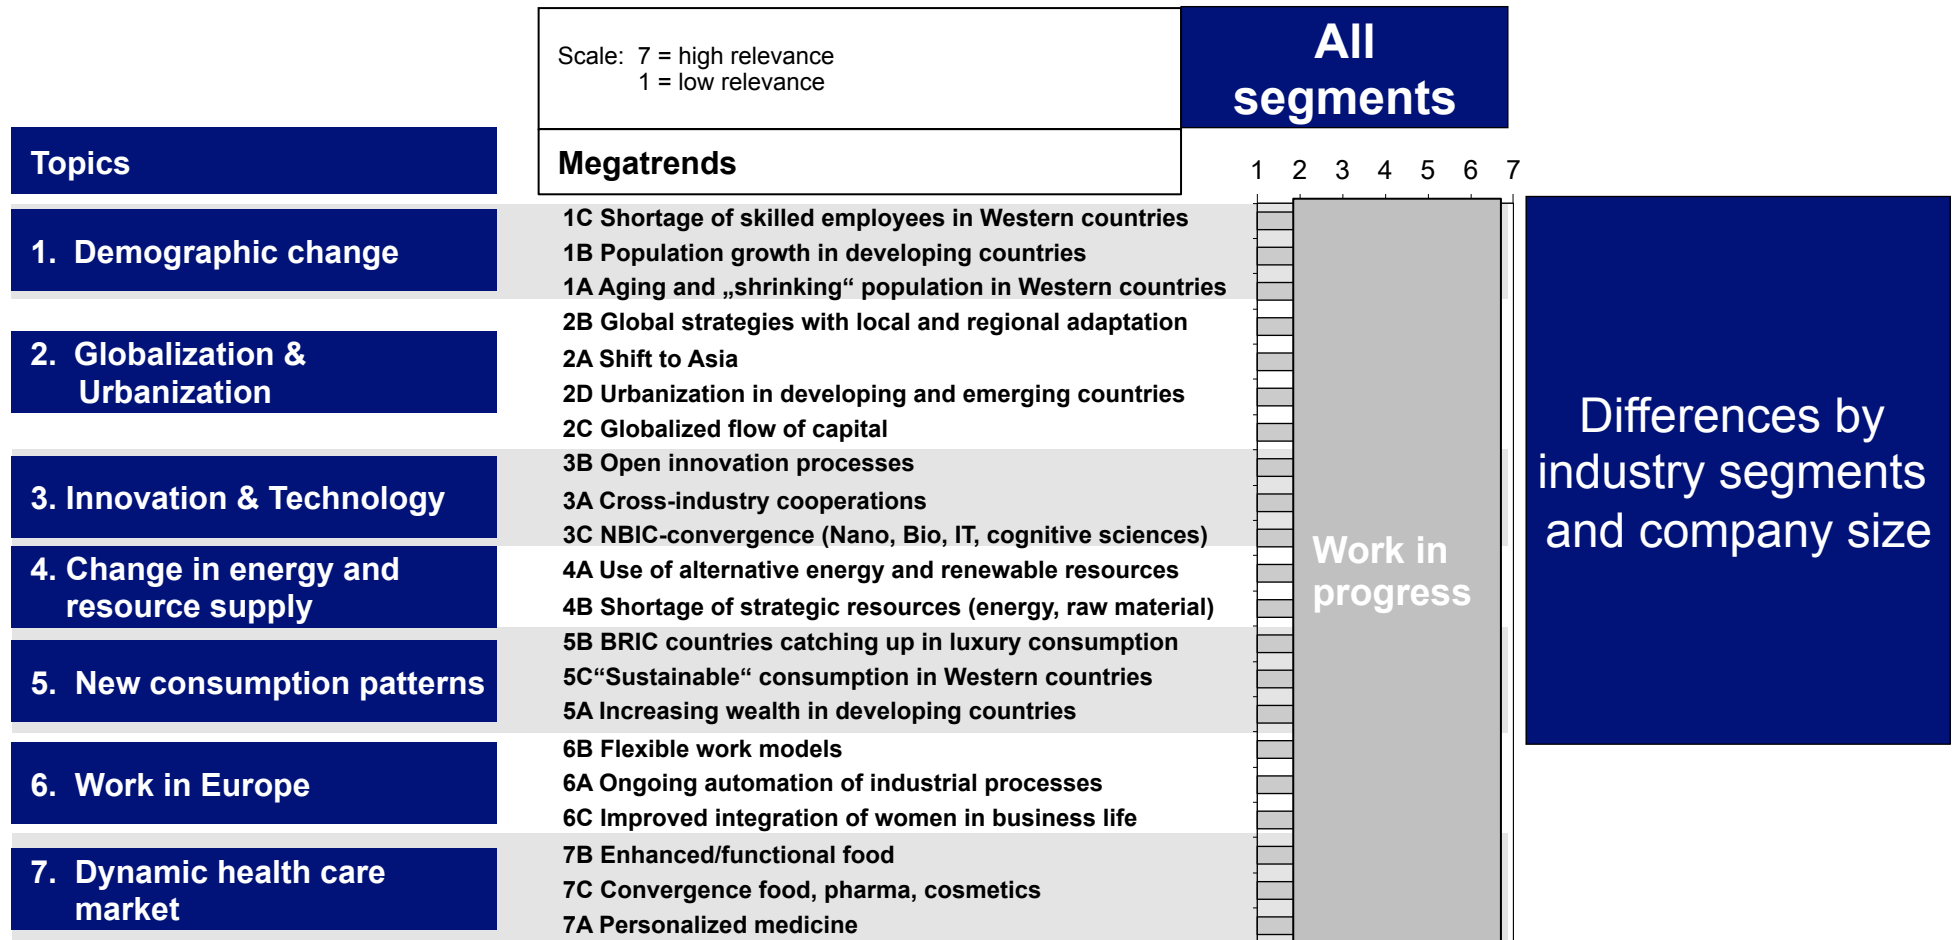 Scale: 7 = high relevance
1 = low relevance
All
segments
Topics
Megatrends
1 2 3 4 5 6 7
1. Demographic change
1C Shortage of skilled employees in Western countries
1B Population growth in developing countries
1A Aging and „shrinking“ population in Western countries
2. Globalization &
Urbanization
2B Global strategies with local and regional adaptation
2A Shift to Asia
2D Urbanization in developing and emerging countries
2C Globalized flow of capital
3. Innovation & Technology
3B Open innovation processes
3A Cross-industry cooperations
3C NBIC-convergence (Nano, Bio, IT, cognitive sciences)
4. Change in energy and
resource supply
4A Use of alternative energy and renewable resources
4B Shortage of strategic resources (energy, raw material)
5. New consumption patterns
5B BRIC countries catching up in luxury consumption
5C“Sustainable“ consumption in Western countries
5A Increasing wealth in developing countries
6. Work in Europe
6B Flexible work models
6A Ongoing automation of industrial processes
6C Improved integration of women in business life
7. Dynamic health care
market
7B Enhanced/functional food
7C Convergence food, pharma, cosmetics
7A Personalized medicine
Work in
progress
Differences by
industry segments
and company size